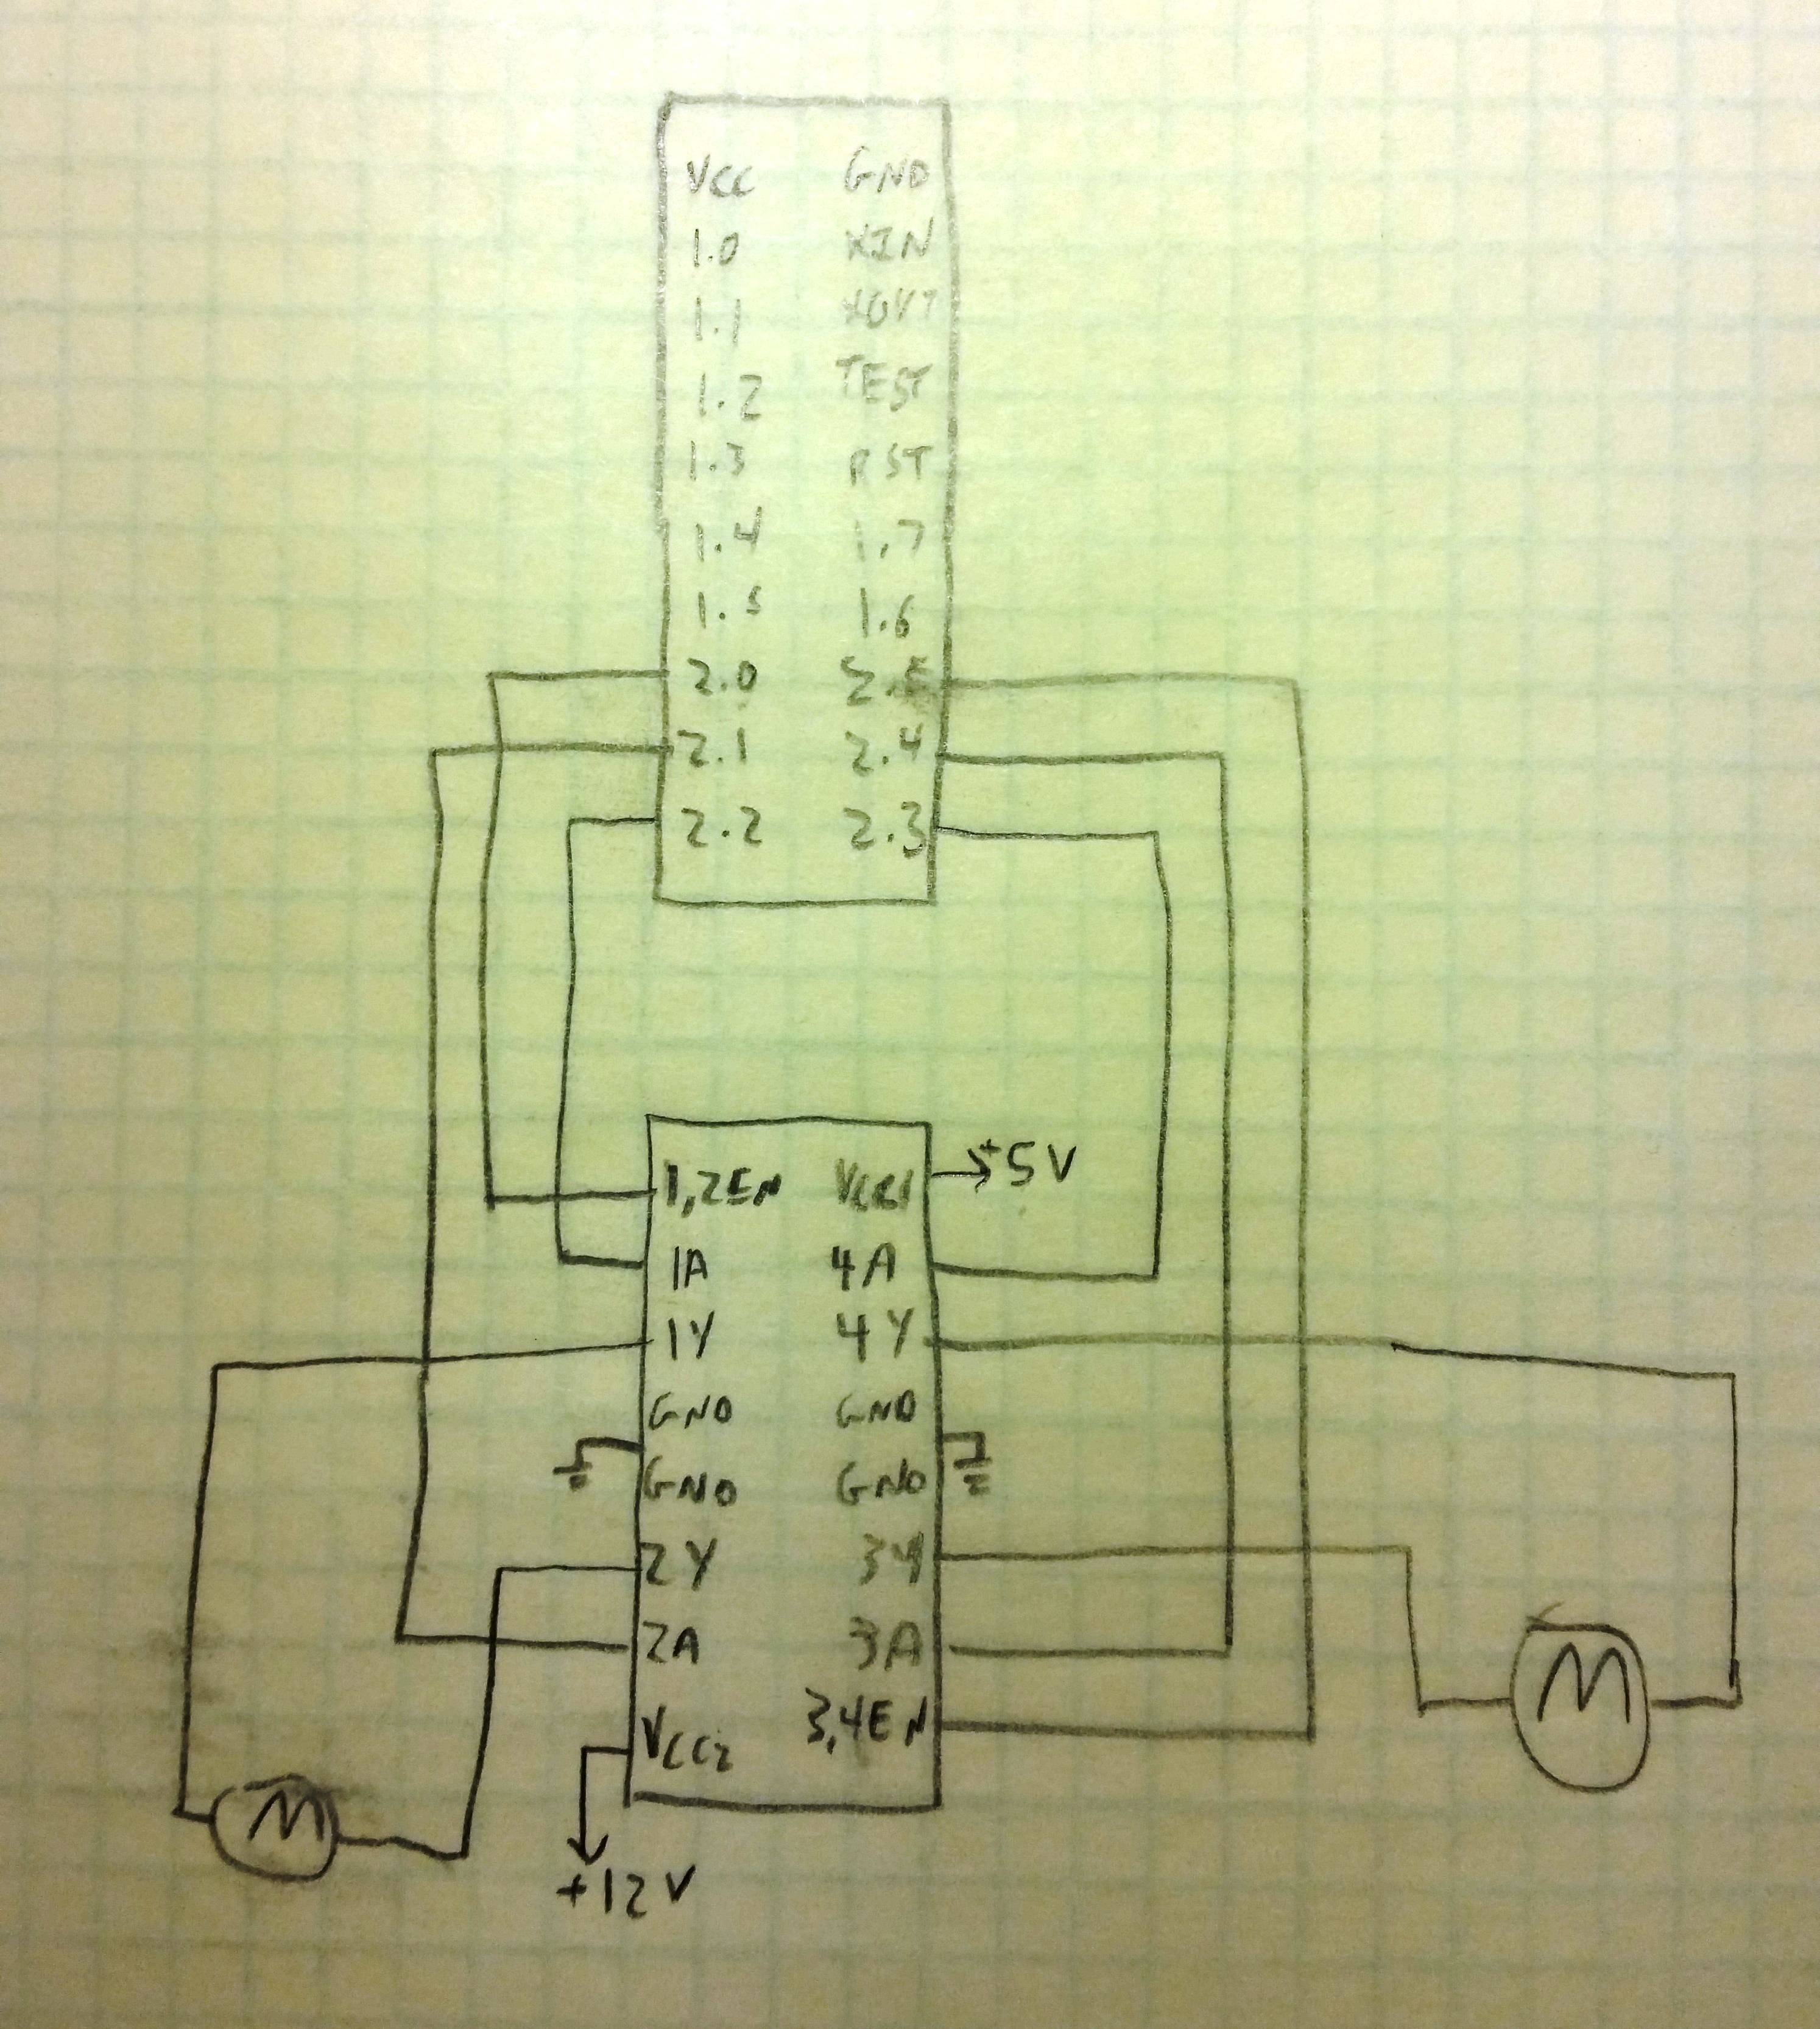 VCC GND
1.0 XIN
1.1 XOUT
1.2 TEST
1.3 RST
1.4 1.7
1.5 1.6
2.0 2.5
2.1 2.4
2.2 2.3
1,2EN VCC1 +5V
1A 4A
1Y 4Y
GND GND
GND GND
2Y 3Y
2A 3A
VCC2 3,4EN
+12V
M M